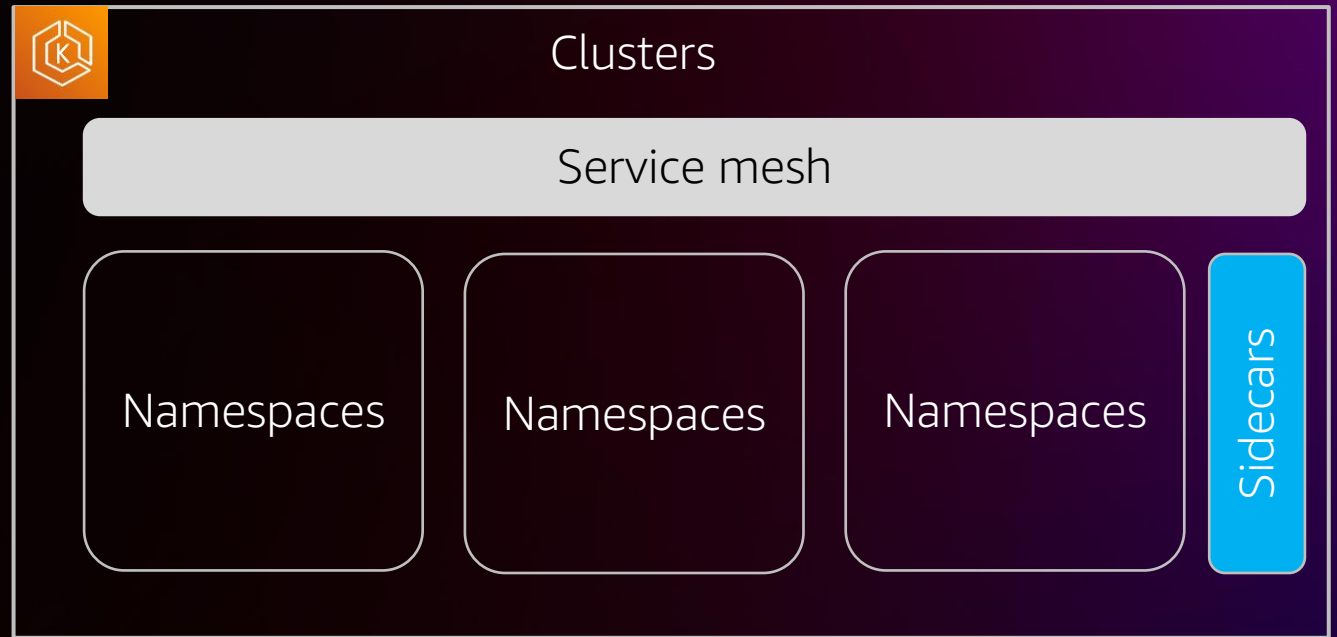 Clusters
Service mesh
Namespaces
Namespaces
Namespaces
Sidecars
K